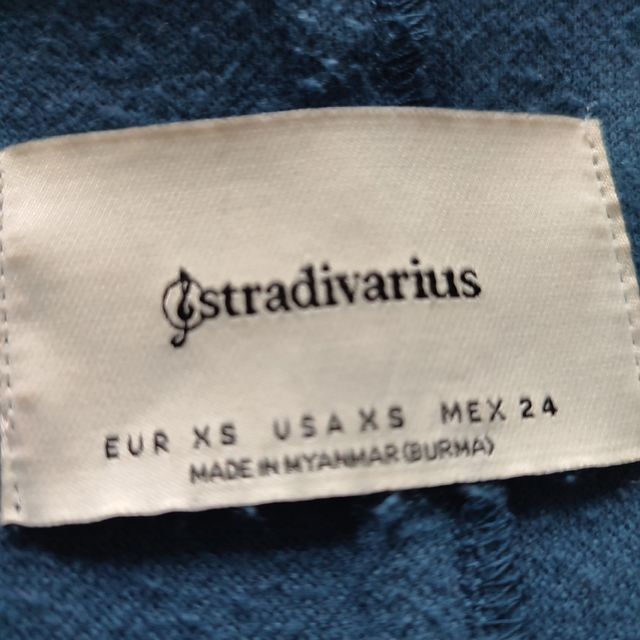 stradivarius
EUR XS USA XS MEX 24
MADE IN MYANMAR (BURMA)